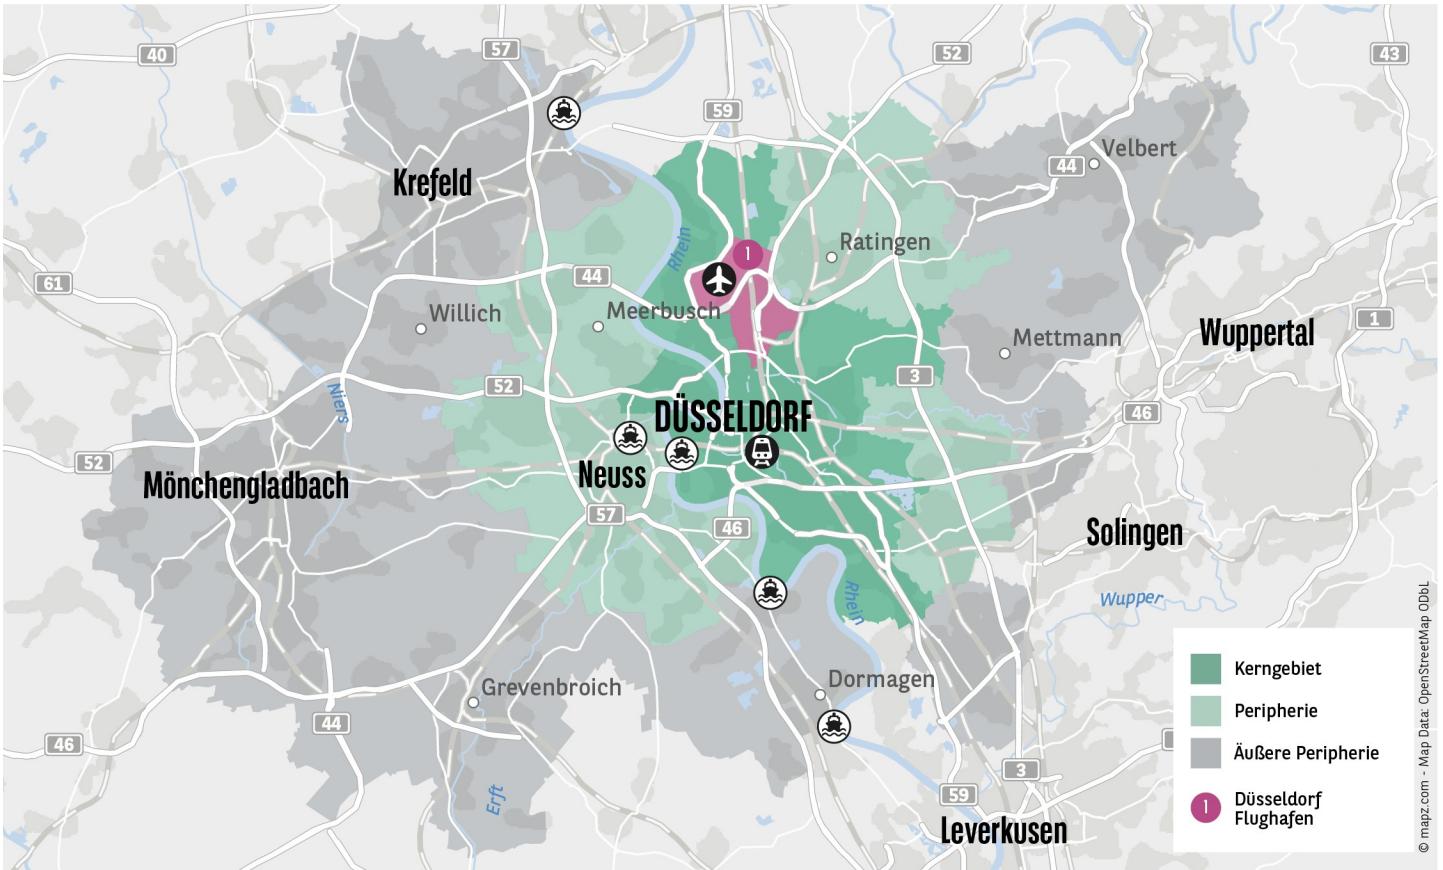 57
40
52
43
59
Velbert
44
Krefeld
Ratingen
Rhein
1
44
61
Willich
Meerbusch
1
Wuppertal
Mettmann
3
52
Niers
46
DÜSSELDORF
52
Neuss
Mönchengladbach
57
46
Solingen
Rhein
Wupper
Kerngebiet
Dormagen
Grevenbroich
Peripherie
44
46
Äußere Peripherie
3
Erft
59
1
Düsseldorf
Flughafen
Leverkusen
© mapz.com - Map Data: OpenStreetMap ODbL